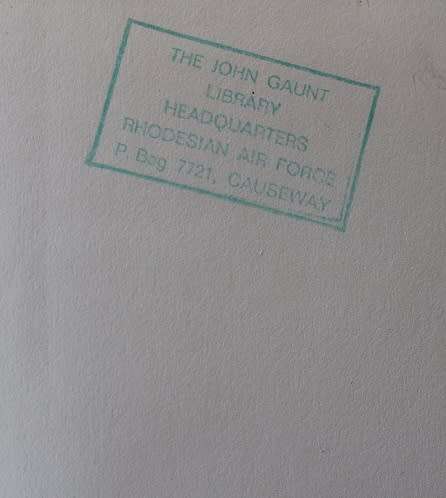 THE JOHN GAUNT
LIBRARY
HEADQUARTERS
RHODESIAN AIR FORCE
P. Bag 7721, CAUSEWAY